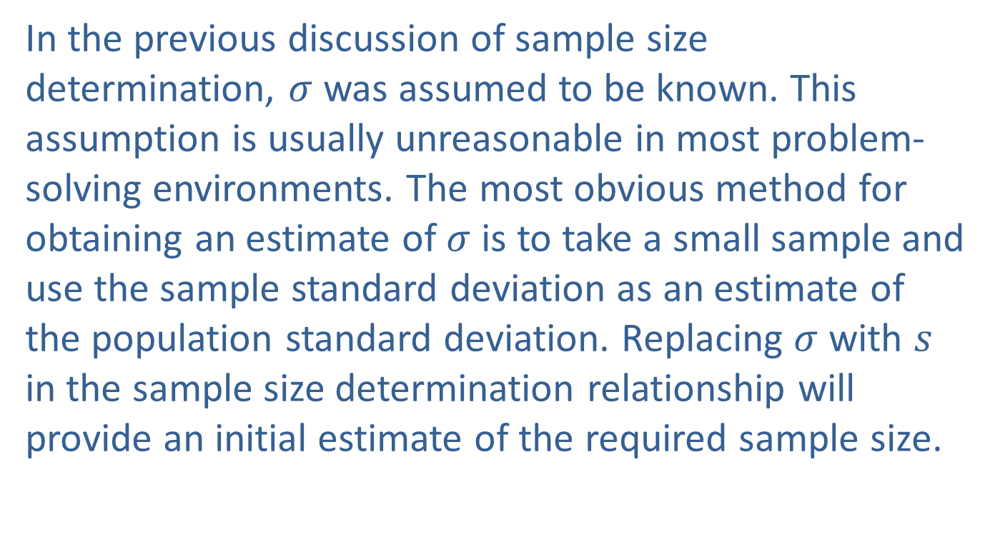 In the previous discussion of sample size
determination, σ was assumed to be known. This
assumption is usually unreasonable in most problem-
solving environments. The most obvious method for
obtaining an estimate of σ is to take a small sample and
use the sample standard deviation as an estimate of
the population standard deviation. Replacing σ with s
in the sample size determination relationship will
provide an initial estimate of the required sample size.